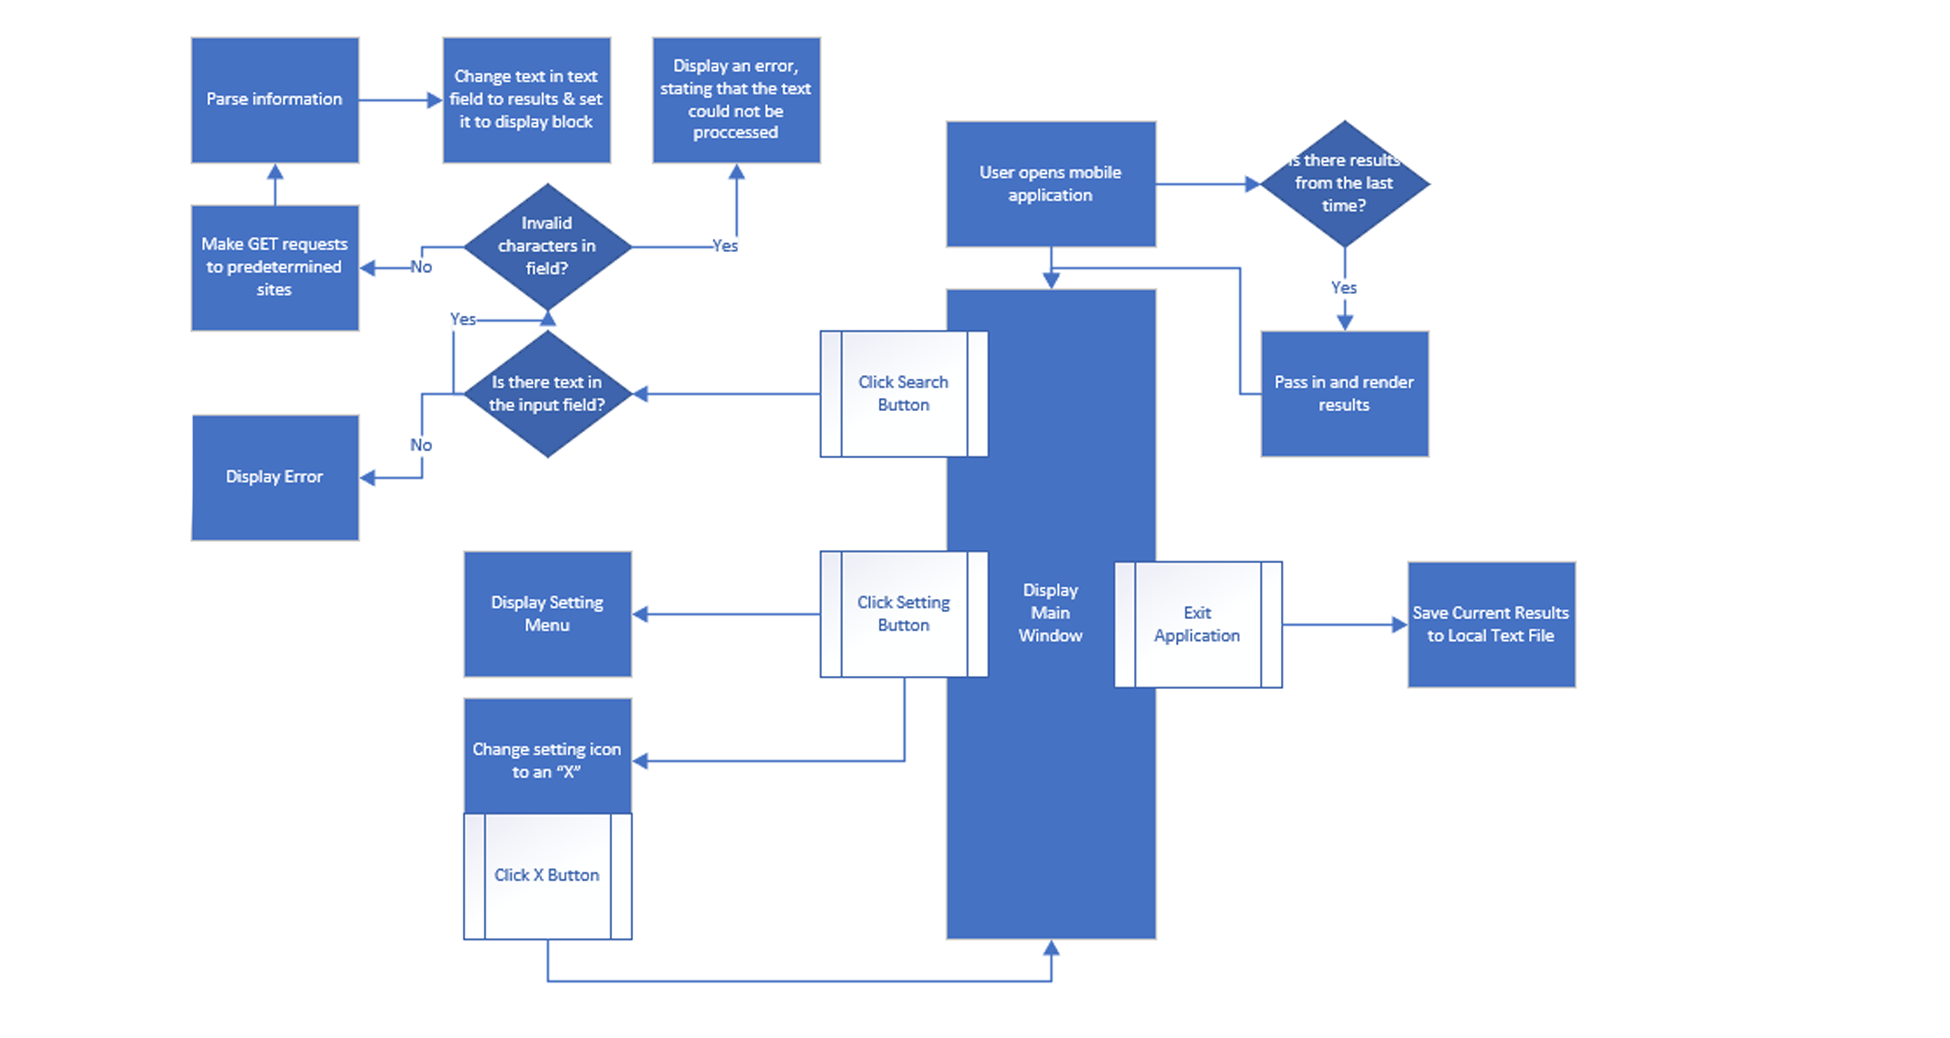 Parse information
Change text in text
field to results & set
it to display block
Display an error,
stating that the text
could not be
proccessed
User opens mobile
application
Is there results
from the last
time?
Make GET requests
to predetermined
sites
No
Invalid
characters in
field?
Yes
Yes
Yes
Is there text in
the input field?
No
Display Error
Click Search
Button
Pass in and render
results
Display Setting
Menu
Click Setting
Button
Display
Main
Window
Exit
Application
Save Current Results
to Local Text File
Change setting icon
to an “X”
Click X Button